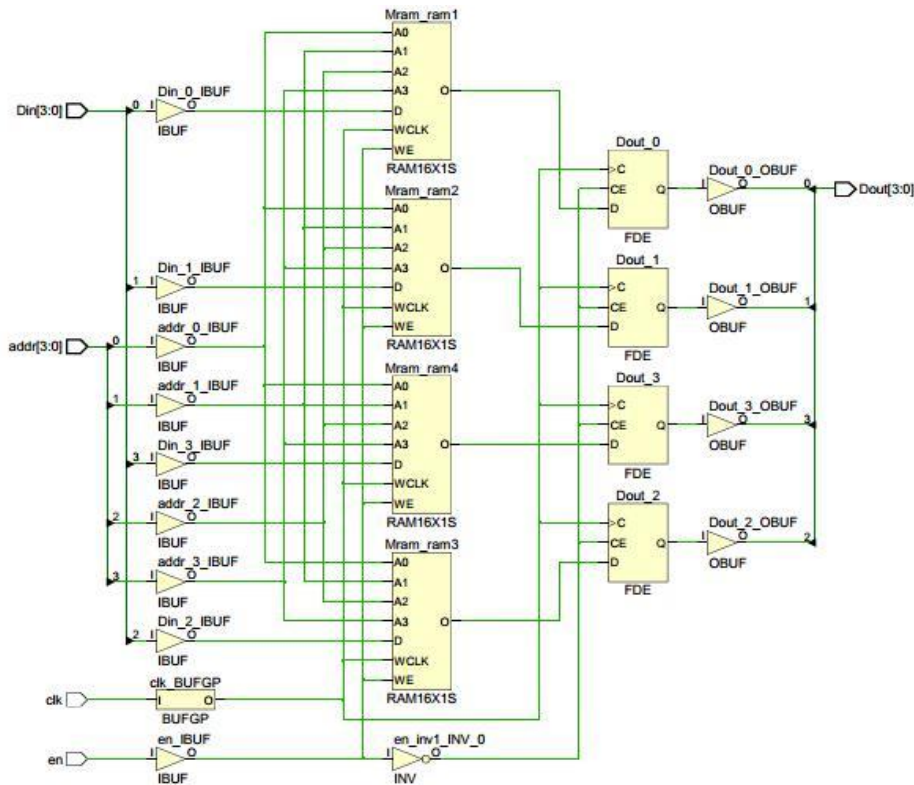 Mram_ram1
A0
A1
A2
A3
D
WCLK
WE
O
RAM16X1S
Din[3:0]
0
I
Din_0_IBUF
O
IBUF
Mram_ram2
A0
A1
A2
A3
D
WCLK
WE
O
RAM16X1S
1
I
Din_1_IBUF
O
IBUF
addr[3:0]
0
I
addr_0_IBUF
O
IBUF
1
I
addr_1_IBUF
O
IBUF
Mram_ram4
A0
A1
A2
A3
D
WCLK
WE
O
RAM16X1S
3
I
Din_3_IBUF
O
IBUF
2
I
addr_2_IBUF
O
IBUF
3
I
addr_3_IBUF
O
IBUF
Mram_ram3
A0
A1
A2
A3
D
WCLK
WE
O
RAM16X1S
2
I
Din_2_IBUF
O
IBUF
clk
clk_BUFGP
I
O
BUFGP
en
I
en_IBUF
O
IBUF
en_inv1_INV_0
I
O
INV
Dout_0
C
CE
D
Q
FDE
I
Dout_0_OBUF
O
OBUF
0
Dout[3:0]
Dout_1
C
CE
D
Q
FDE
I
Dout_1_OBUF
O
OBUF
1
Dout_3
C
CE
D
Q
FDE
I
Dout_3_OBUF
O
OBUF
3
Dout_2
C
CE
D
Q
FDE
I
Dout_2_OBUF
O
OBUF
2